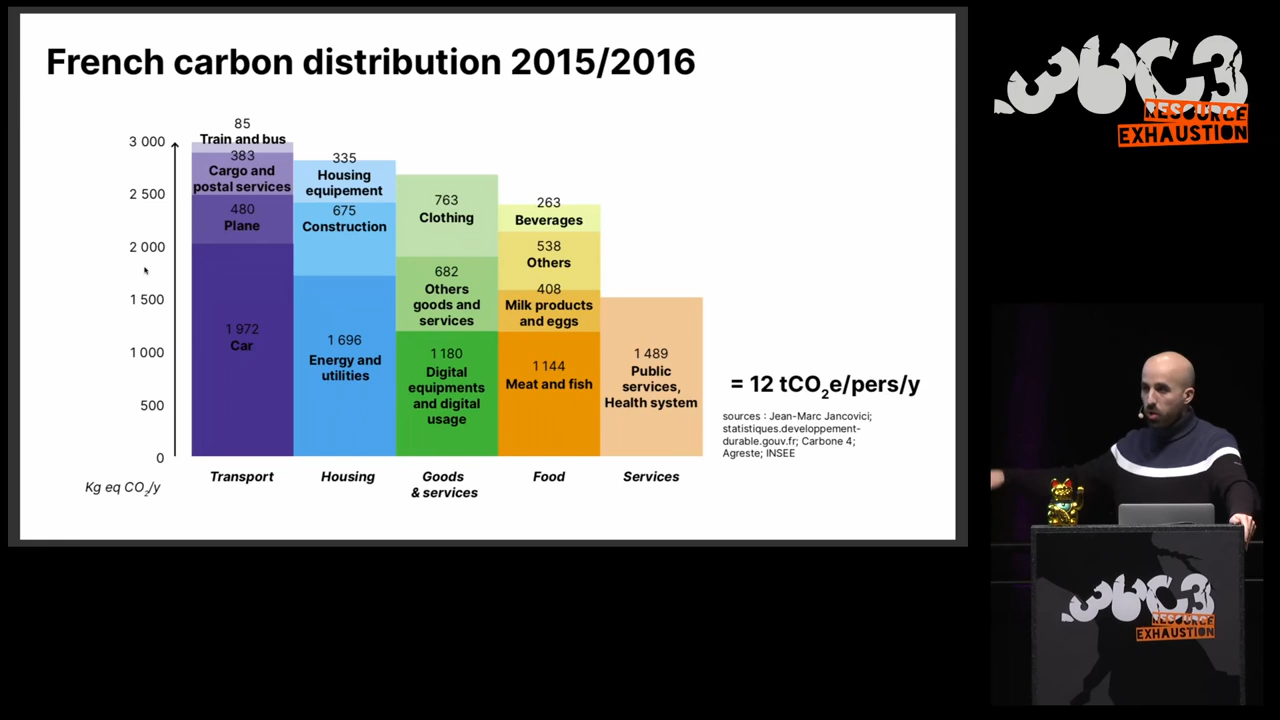 French carbon distribution 2015/2016
3 000
2 500
2 000
1 500
1 000
500
0
Kg eq CO2/y
85
Train and bus
383
Cargo and
postal services
480
Plane
1 972
Car
Transport
335
Housing
equipement
675
Construction
1 696
Energy and
utilities
Housing
763
Clothing
682
Others
goods and
services
1 180
Digital
equipments
and digital
usage
Goods
& services
263
Beverages
538
Others
408
Milk products
and eggs
1 144
Meat and fish
Food
1 489
Public
services,
Health system
Services
= 12 tCO2e/pers/y
sources : Jean-Marc Jancovici;
statistiques.developpement-
durable.gouv.fr; Carbone 4;
Agreste; INSEE
36C3
RESOURCE
EXHAUSTION
36C3
RESOURCE
EXHAUSTION